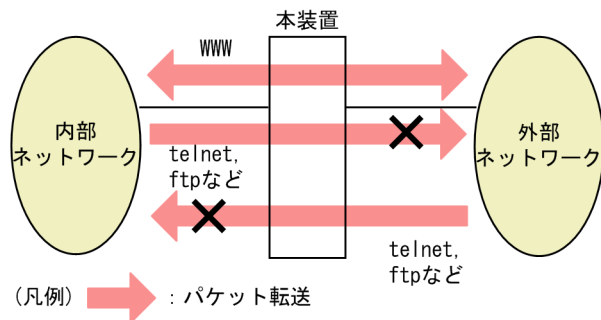 本装置
WWW
内部
ネットワーク
外部
ネットワーク
telnet,
ftpなど
telnet,
ftpなど
(凡例)
:パケット転送